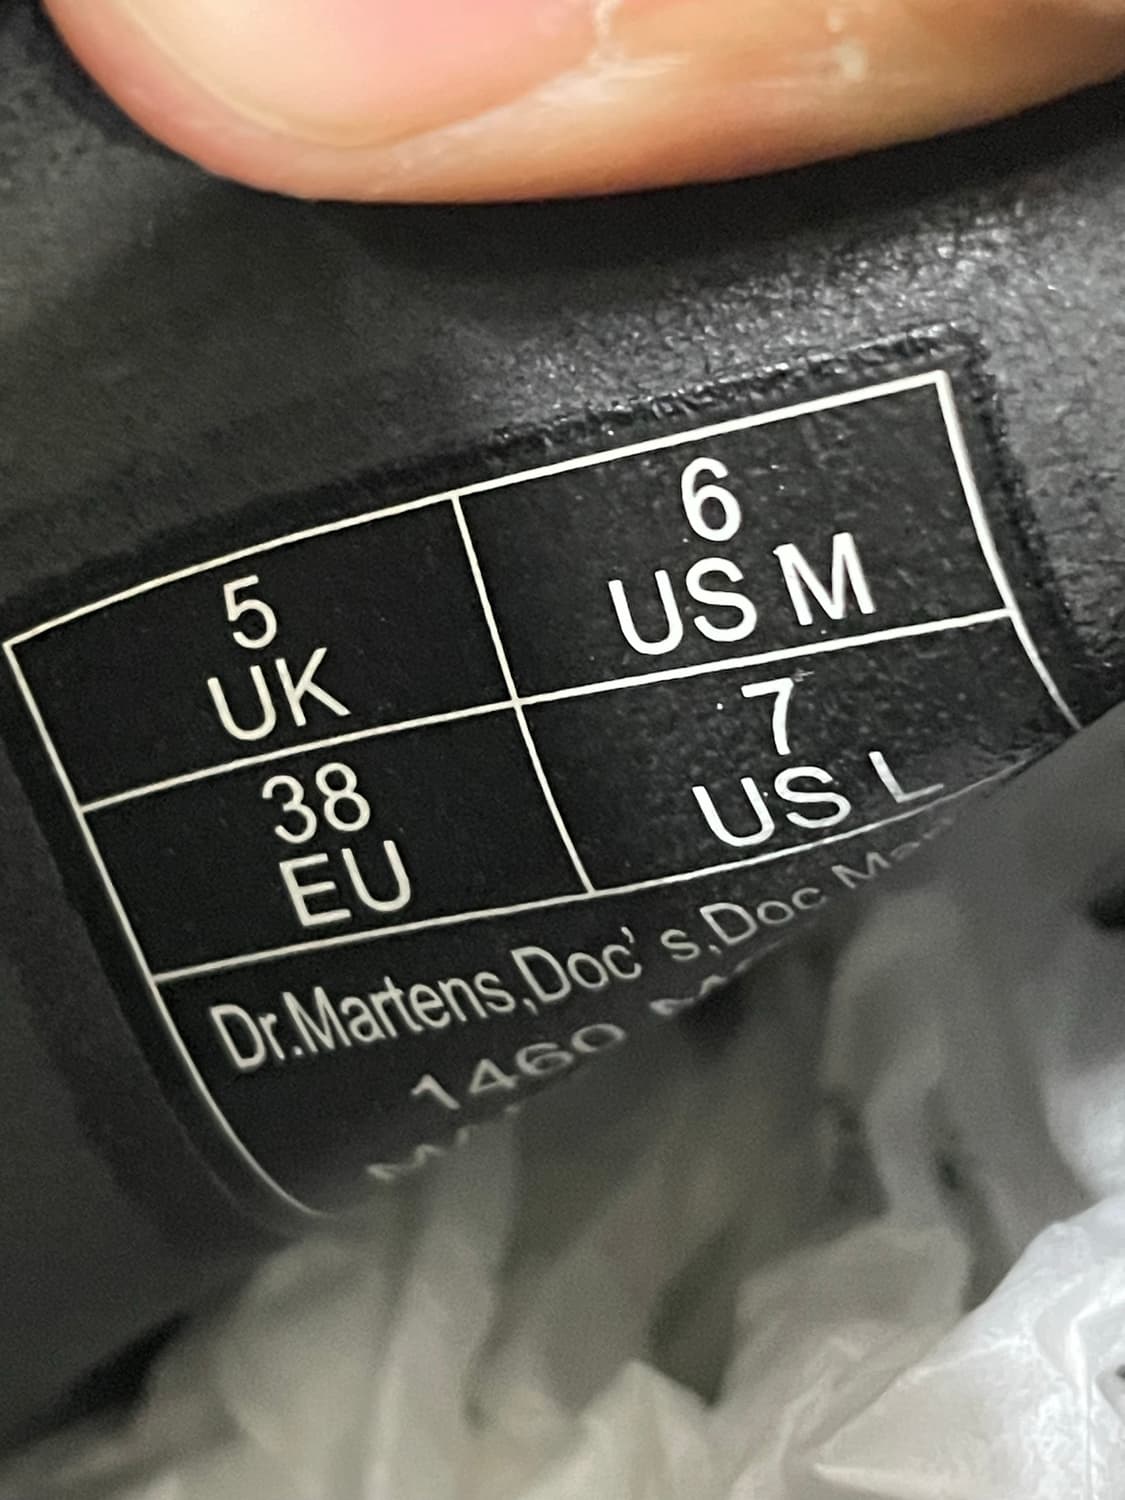 5
UK
6
US M
38
EU
7
US L
Dr.Martens,Doc' s,Doc
1460